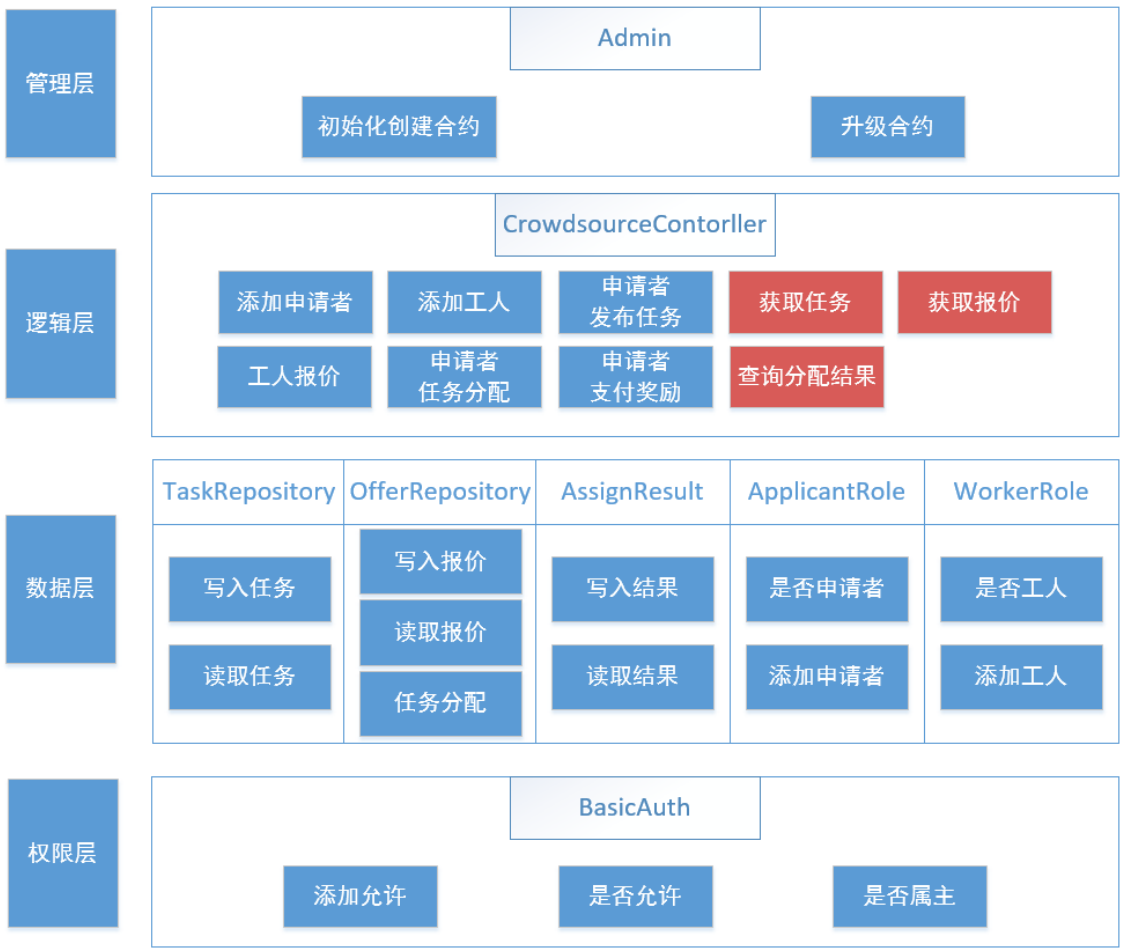 管理层
Admin
初始化创建合约
升级合约
逻辑层
CrowdsourceContorller
添加申请者
添加工人
申请者
发布任务
获取任务
获取报价
工人报价
申请者
任务分配
申请者
支付奖励
查询分配结果
数据层
TaskRepository
OfferRepository
AssignResult
ApplicantRole
WorkerRole
写入任务
读取任务
写入报价
读取报价
任务分配
写入结果
读取结果
是否申请者
添加申请者
是否工人
添加工人
权限层
BasicAuth
添加允许
是否允许
是否属主